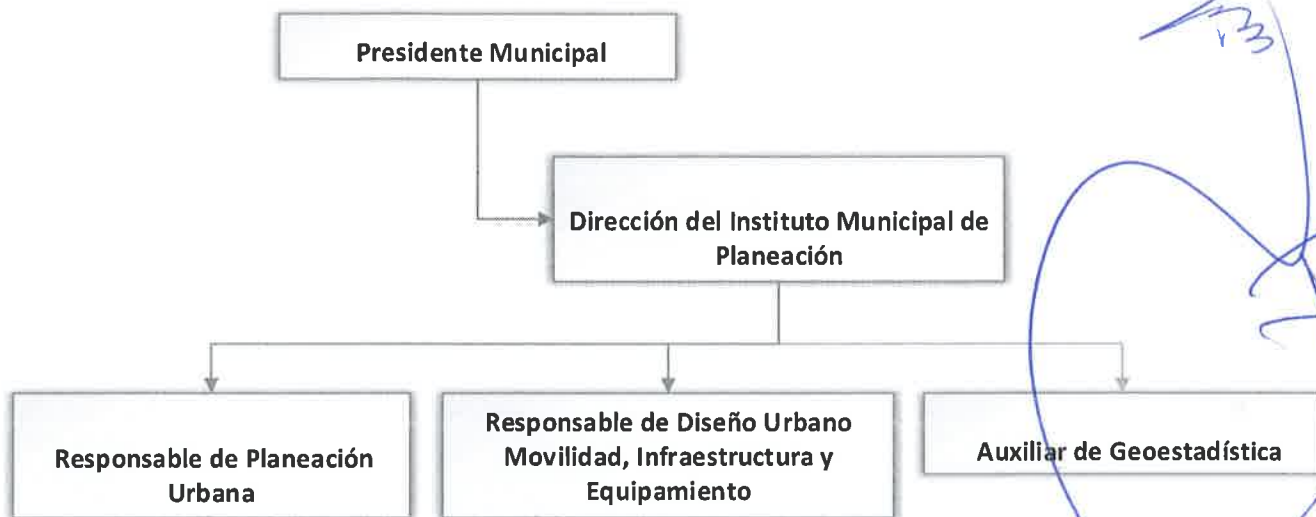 Presidente Municipal
Dirección del Instituto Municipal de
Planeación
Responsable de Planeación
Urbana
Responsable de Diseño Urbano
Movilidad, Infraestructura y
Equipamiento
Auxiliar de Geoestadística